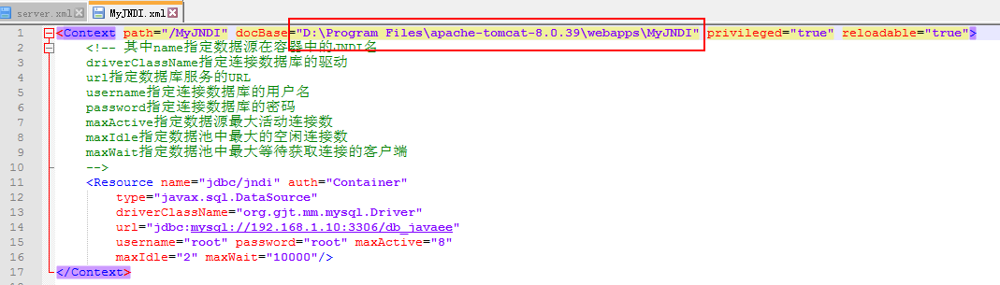 server.xml MyJNDI.xml
1 <Context path="/MyJNDI" docBase="D:\Program Files\apache-tomcat-8.0.39\webapps\MyJNDI" privileged="true" reloadable="true">
2 <!-- 其中name指定数据源在容器中的JNDI名
3 driverClassName指定连接数据库的驱动
4 url指定数据库服务的URL
5 username指定连接数据库的用户名
6 password指定连接数据库的密码
7 maxActive指定数据源最大活动连接数
8 maxIdle指定数据池中最大的空闲连接数
9 maxWait指定数据池中最大等待获取连接的客户端
10 -->
11 <Resource name="jdbc/jndi" auth="Container"
12 type="javax.sql.DataSource"
13 driverClassName="org.gjt.mm.mysql.Driver"
14 url="jdbc:mysql://192.168.1.10:3306/db_javaee"
15 username="root" password="root" maxActive="8"
16 maxIdle="2" maxWait="10000"/>
17 </Context>